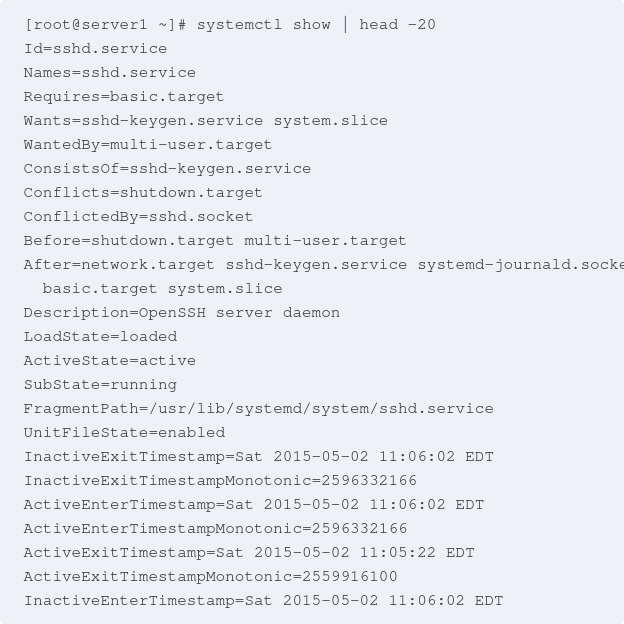 [root@server1 ~]# systemctl show | head -20
Id=sshd.service
Names=sshd.service
Requires=basic.target
Wants=sshd-keygen.service system.slice
WantedBy=multi-user.target
ConsistsOf=sshd-keygen.service
Conflicts=shutdown.target
ConflictedBy=sshd.socket
Before=shutdown.target multi-user.target
After=network.target sshd-keygen.service systemd-journald.socke
basic.target system.slice
Description=OpenSSH server daemon
LoadState=loaded
ActiveState=active
SubState=running
FragmentPath=/usr/lib/systemd/system/sshd.service
UnitFileState=enabled
InactiveExitTimestamp=Sat 2015-05-02 11:06:02 EDT
InactiveExitTimestampMonotonic=2596332166
ActiveEnterTimestamp=Sat 2015-05-02 11:06:02 EDT
ActiveEnterTimestampMonotonic=2596332166
ActiveExitTimestamp=Sat 2015-05-02 11:05:22 EDT
ActiveExitTimestampMonotonic=2559916100
InactiveEnterTimestamp=Sat 2015-05-02 11:06:02 EDT